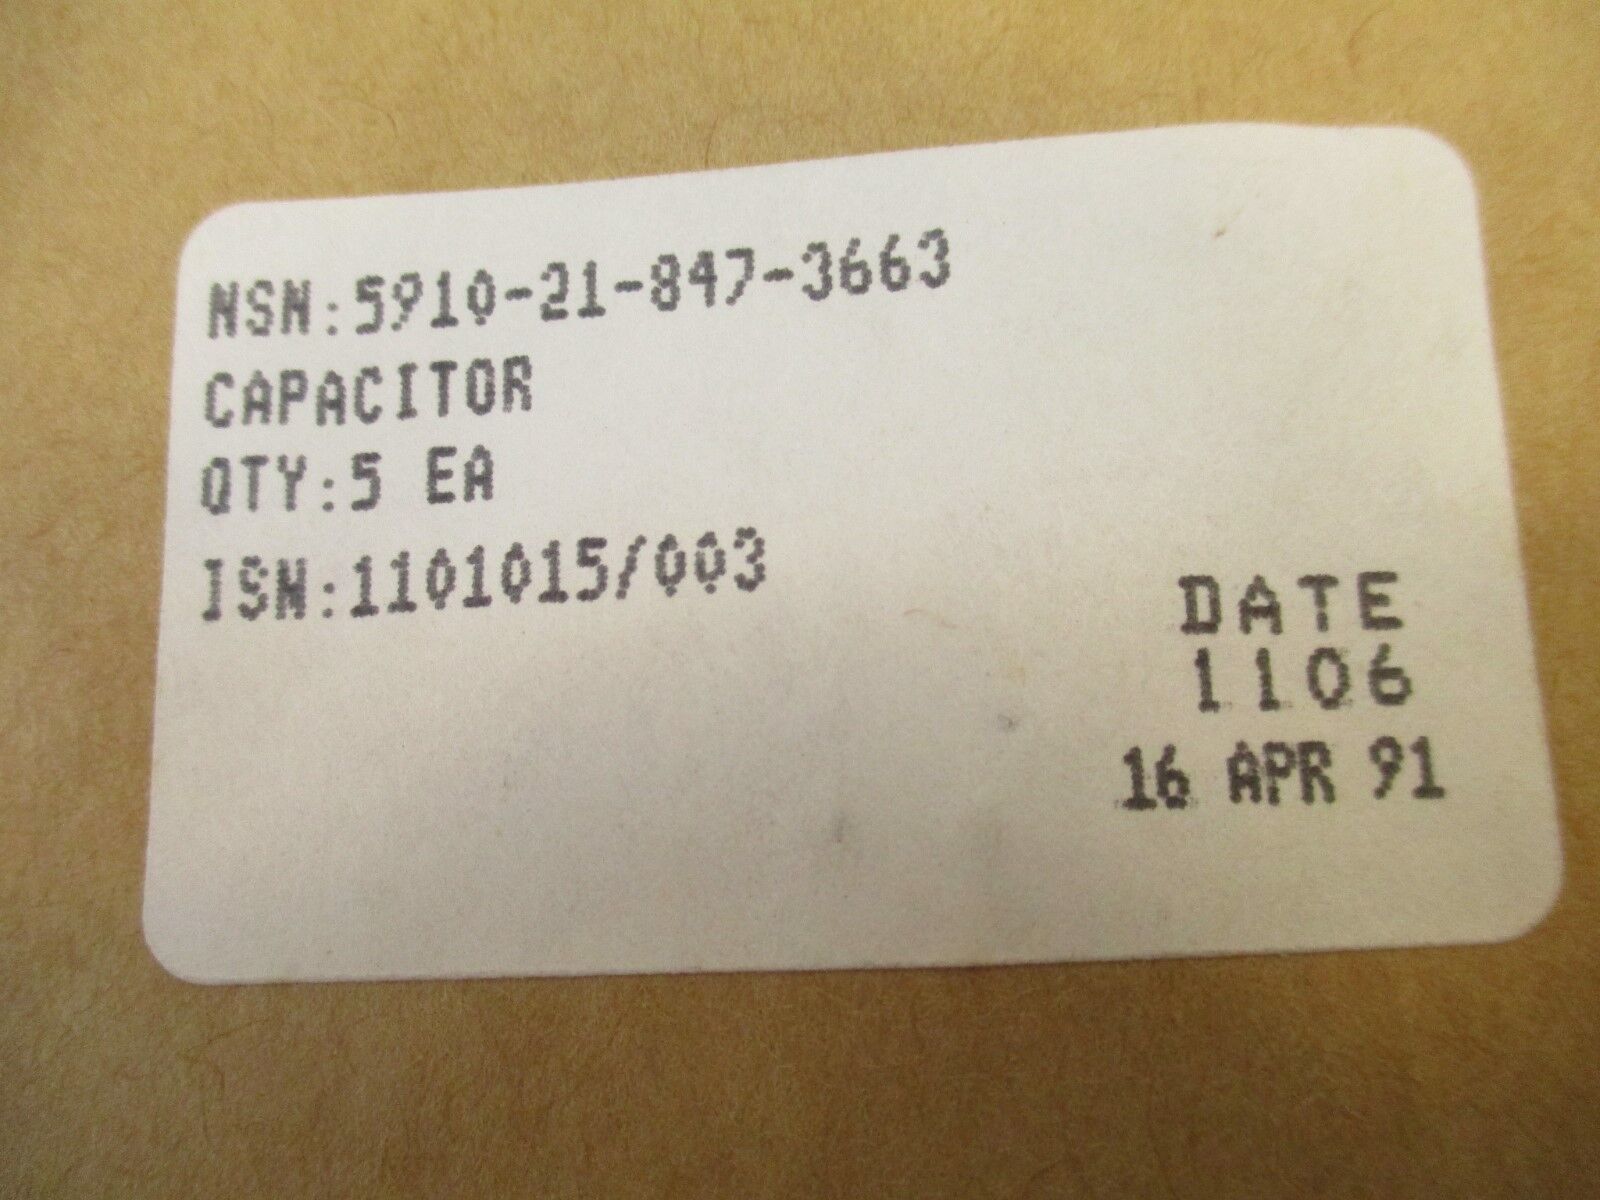 NSN:5910-21-847-3663
CAPACITOR
QTY:5 EA
ISN:1101015/003
DATE
1106
16 APR 91